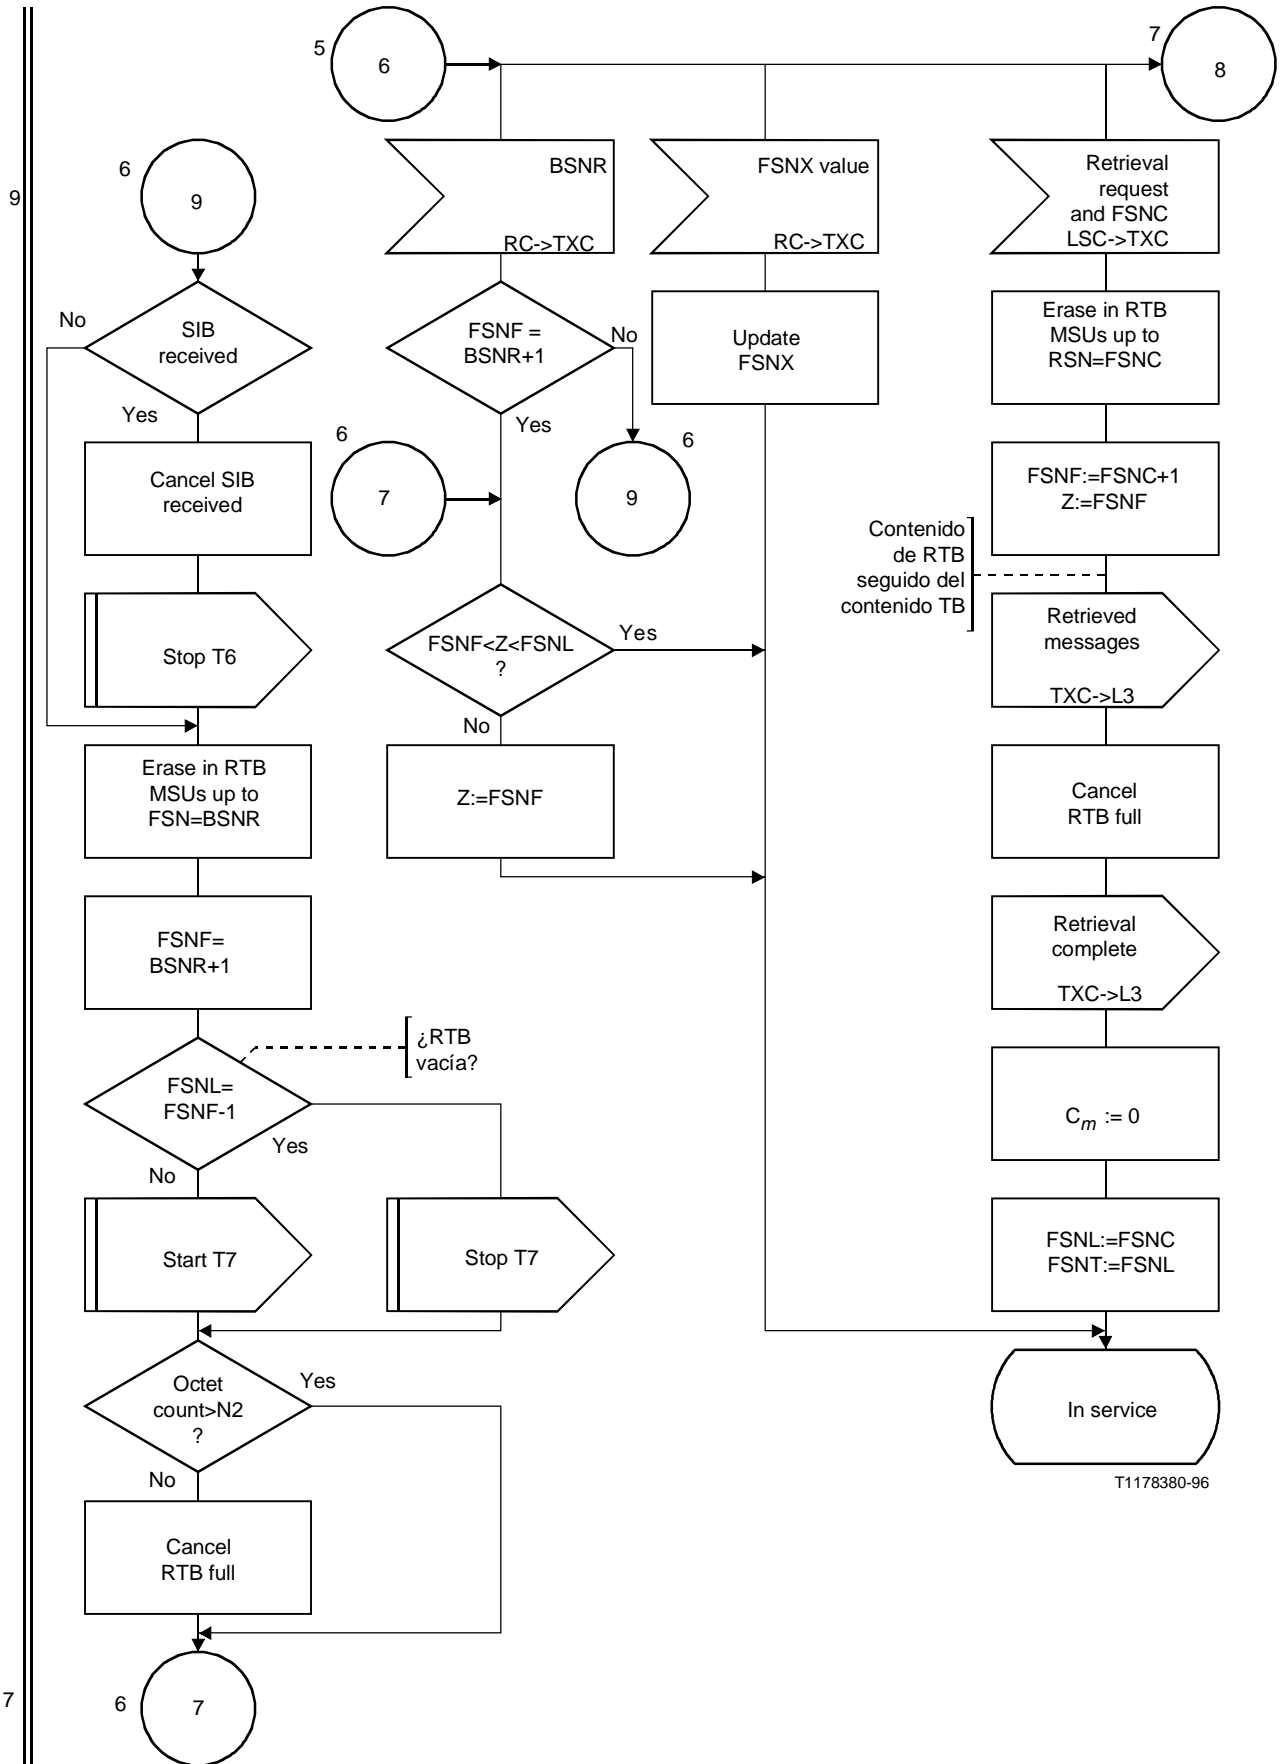 5
6
7
8
6
9
9
BSNR
RC->TXC
FSNX value
RC->TXC
Retrieval
request
and FSNC
LSC->TXC
No
SIB
received
Yes
FSNF =
BSNR+1
No
Yes
Update
FSNX
Erase in RTB
MSUs up to
RSN=FSNC
Cancel SIB
received
6
7
6
9
FSNF:=FSNC+1
Z:=FSNF
Contenido
de RTB
seguido del
contenido TB
Stop T6
FSNF<Z<FSNL
?
Yes
No
Retrieved
messages
TXC->L3
Erase in RTB
MSUs up to
FSN=BSNR
Z:=FSNF
Cancel
RTB full
FSNF=
BSNR+1
Retrieval
complete
TXC->L3
¿RTB
vacía?
FSNL=
FSNF-1
Yes
No
Cm := 0
Start T7
Stop T7
FSNL:=FSNC
FSNT:=FSNL
Octet
count>N2
?
Yes
No
In service
T1178380-96
Cancel
RTB full
7
6
7